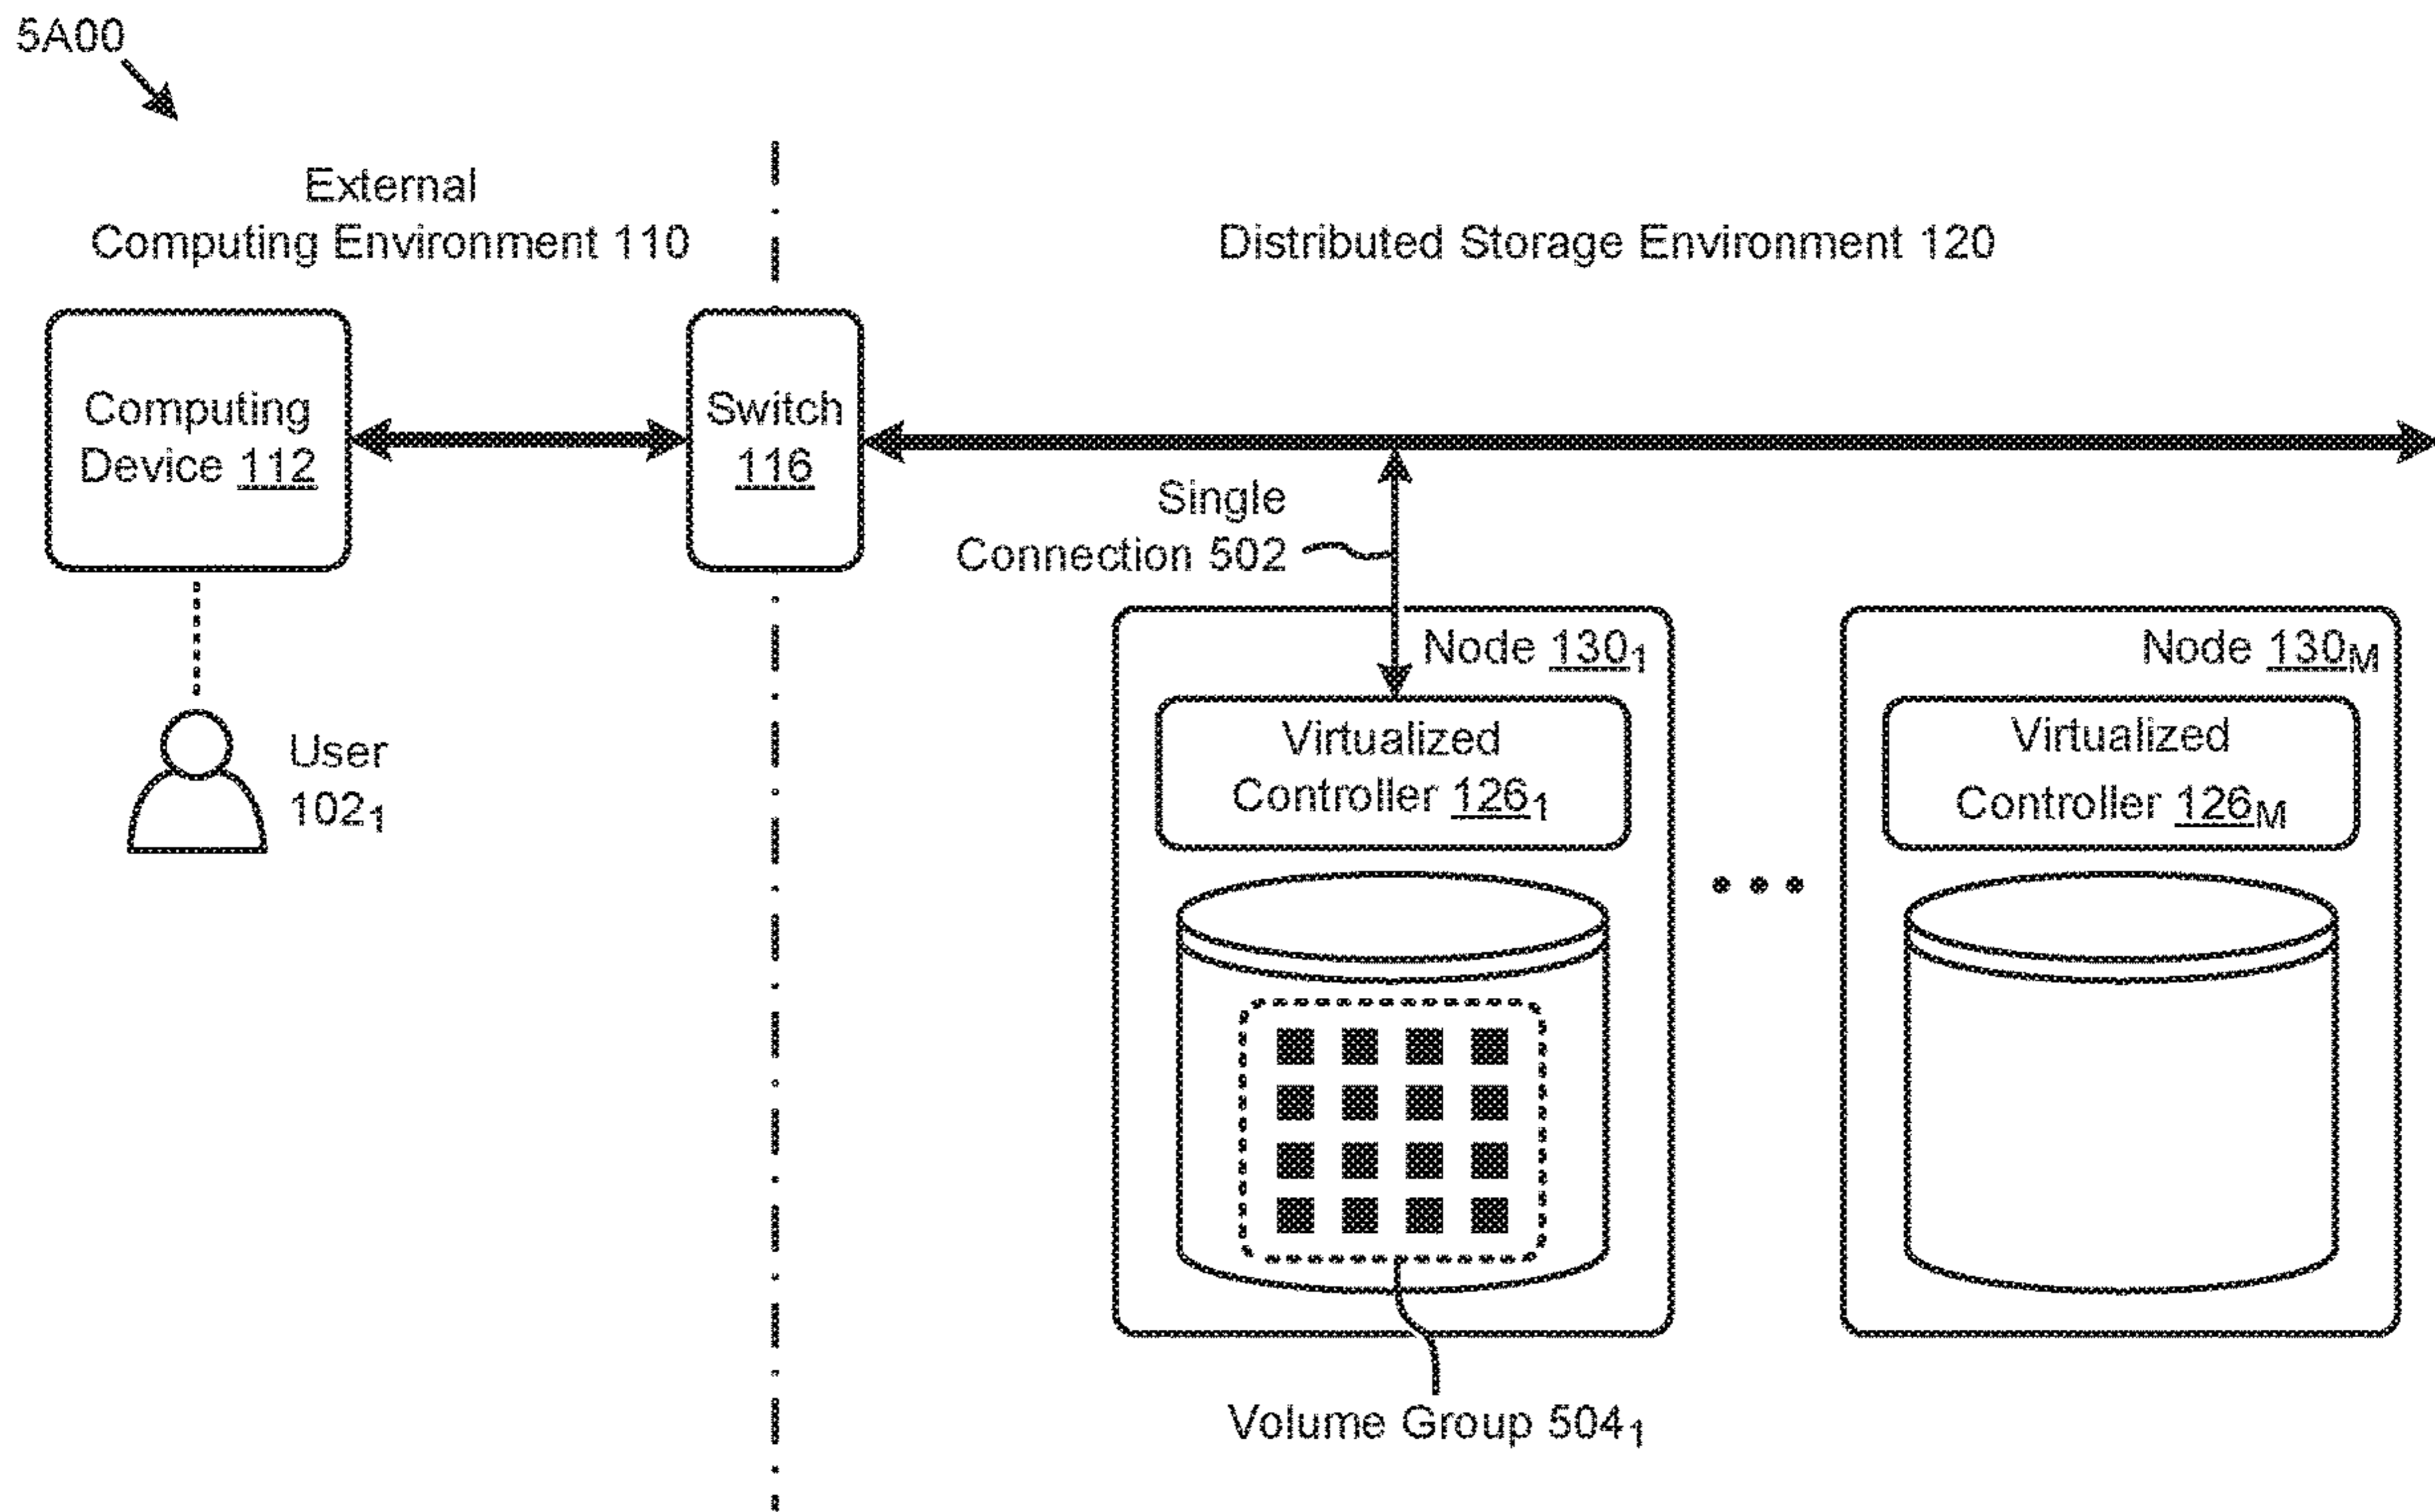 5A00
External
Computing Environment 110
Distributed Storage Environment 120
Computing
Device 112
Switch
116
Single
Connection 502
User
102₁
Node 130₁
Virtualized
Controller 126₁
Node 130M
Virtualized
Controller 126M
Volume Group 504₁